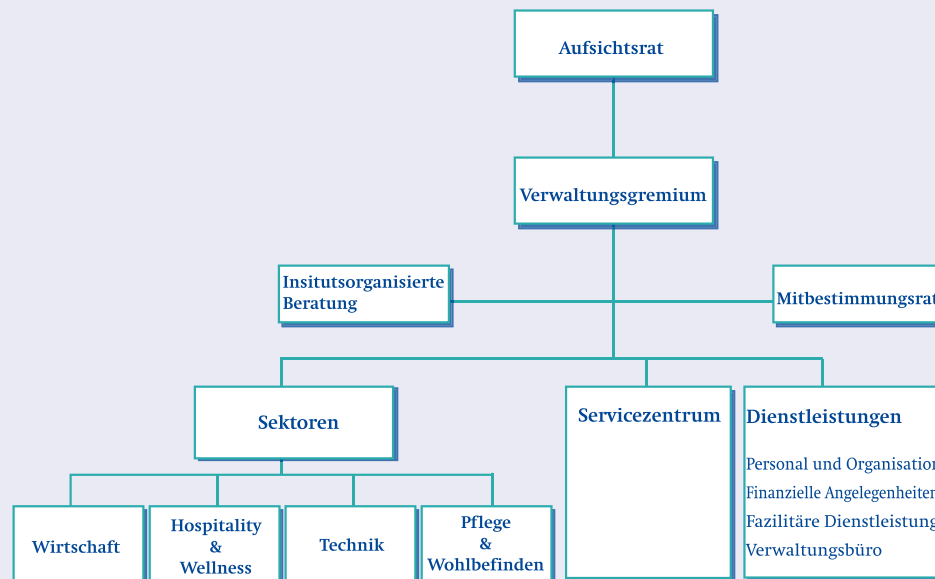 Aufsichtsrat
Verwaltungsgremium
Insitutsorganisierte
Beratung
Mitbestimmungsrat
Sektoren
Servicezentrum
Dienstleistungen
Personal und Organisation
Finanzielle Angelegenheiten
Fazilitäre Dienstleistung
Verwaltungsbüro
Wirtschaft
Hospitality
&
Wellness
Technik
Pflege
&
Wohlbefinden